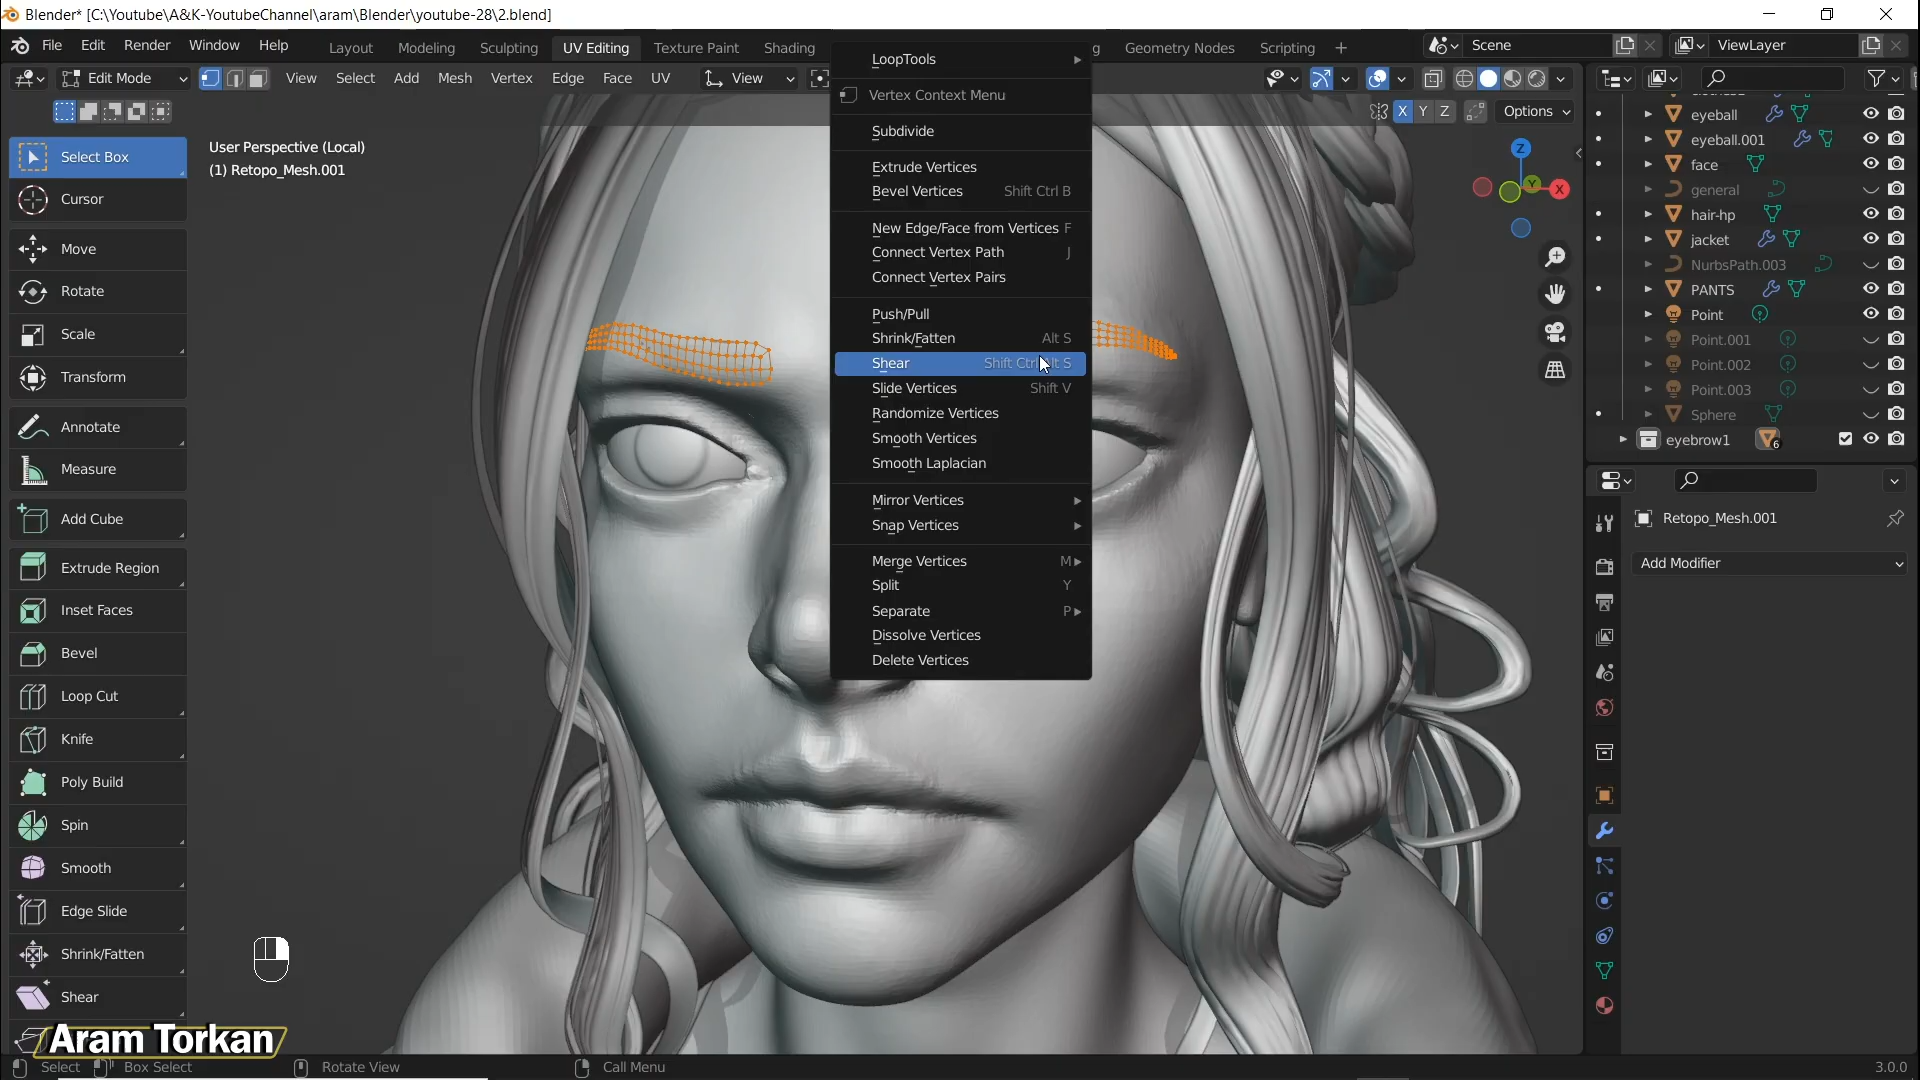 Blender* [C:\Youtube\A&K-YoutubeChannel\aram\Blender\youtube-28\2.blend]
File Edit Render Window Help Layout Modeling Sculpting UV Editing Texture Paint Shading Geometry Nodes Scripting + Scene ViewLayer
Edit Mode View Select Add Mesh Vertex Edge Face UV View
X Y Z Options
User Perspective (Local)
(1) Retopo_Mesh.001
Select Box
Cursor
Move
Rotate
Scale
Transform
Annotate
Measure
Add Cube
Extrude Region
Inset Faces
Bevel
Loop Cut
Knife
Poly Build
Spin
Smooth
Edge Slide
Shrink/Fatten
Shear
Aram Torkan
LoopTools
Vertex Context Menu
Subdivide
Extrude Vertices
Bevel Vertices Shift Ctrl B
New Edge/Face from Vertices F
Connect Vertex Path J
Connect Vertex Pairs
Push/Pull
Shrink/Fatten Alt S
Shear
Slide Vertices Shift V
Randomize Vertices
Smooth Vertices
Smooth Laplacian
Mirror Vertices
Snap Vertices
Merge Vertices M
Split Y
Separate P
Dissolve Vertices
Delete Vertices
Z
Y
X
eyeball
eyeball.001
face
general
hair-hp
jacket
NurbsPath.003
PANTS
Point
Point.001
Point.002
Point.003
Sphere
eyebrow1 6
Retopo_Mesh.001
Add Modifier
Select Box Select Rotate View Call Menu 3.0.0